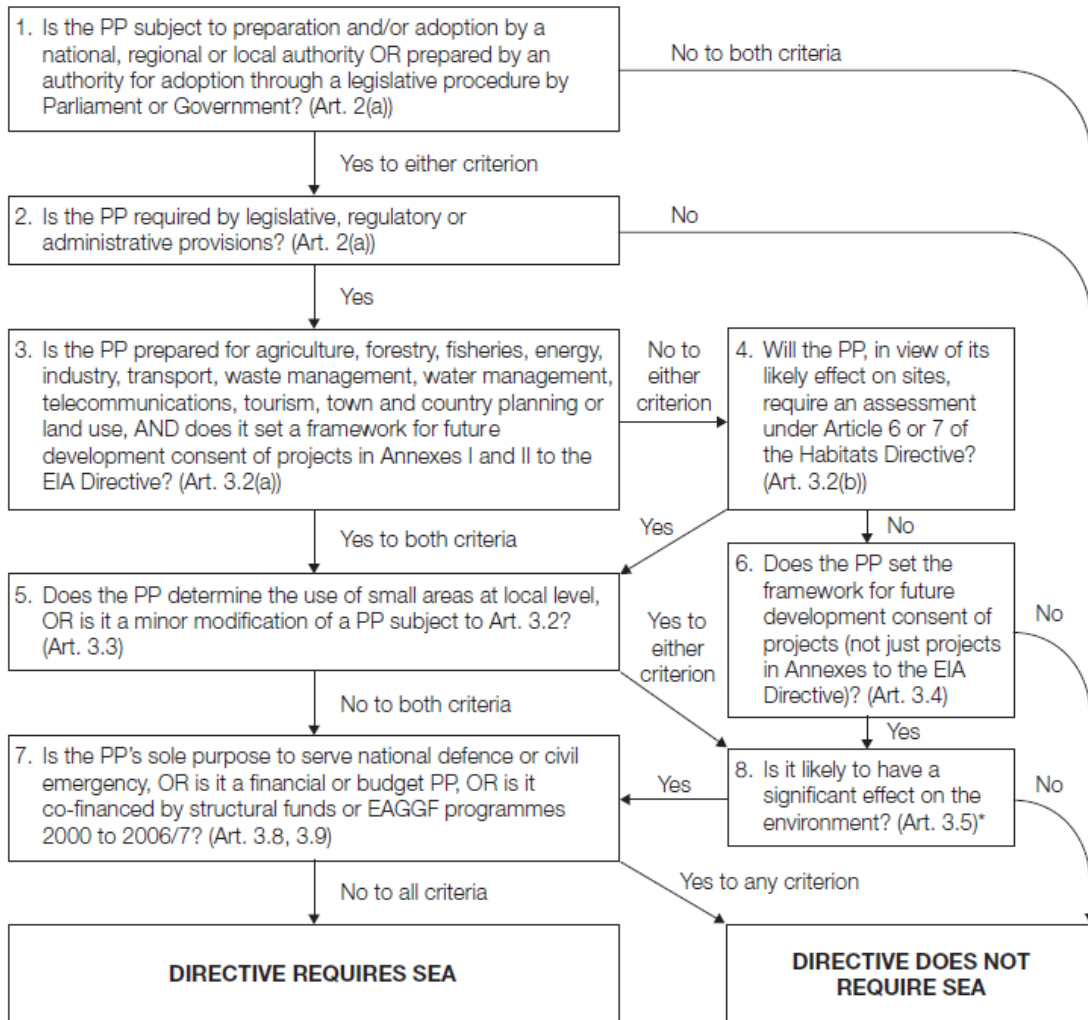 1. Is the PP subject to preparation and/or adoption by a
national, regional or local authority OR prepared by an
authority for adoption through a legislative procedure by
Parliament or Government? (Art. 2(a))
No to both criteria
Yes to either criterion
2. Is the PP required by legislative, regulatory or
administrative provisions? (Art. 2(a))
No
Yes
3. Is the PP prepared for agriculture, forestry, fisheries, energy,
industry, transport, waste management, water management,
telecommunications, tourism, town and country planning or
land use, AND does it set a framework for future
development consent of projects in Annexes I and II to the
EIA Directive? (Art. 3.2(a))
No to
either
criterion
4. Will the PP, in view of its
likely effect on sites,
require an assessment
under Article 6 or 7 of
the Habitats Directive?
(Art. 3.2(b))
Yes to both criteria
Yes
No
5. Does the PP determine the use of small areas at local level,
OR is it a minor modification of a PP subject to Art. 3.2?
(Art. 3.3)
Yes to
either
criterion
6. Does the PP set the
framework for future
development consent of
projects (not just projects
in Annexes to the EIA
Directive)? (Art. 3.4)
No
No to both criteria
Yes
7. Is the PP's sole purpose to serve national defence or civil
emergency, OR is it a financial or budget PP, OR is it
co-financed by structural funds or EAGGF programmes
2000 to 2006/7? (Art. 3.8, 3.9)
Yes
8. Is it likely to have a
significant effect on the
environment? (Art. 3.5)*
No
No to all criteria
Yes to any criterion
DIRECTIVE REQUIRES SEA
DIRECTIVE DOES NOT
REQUIRE SEA